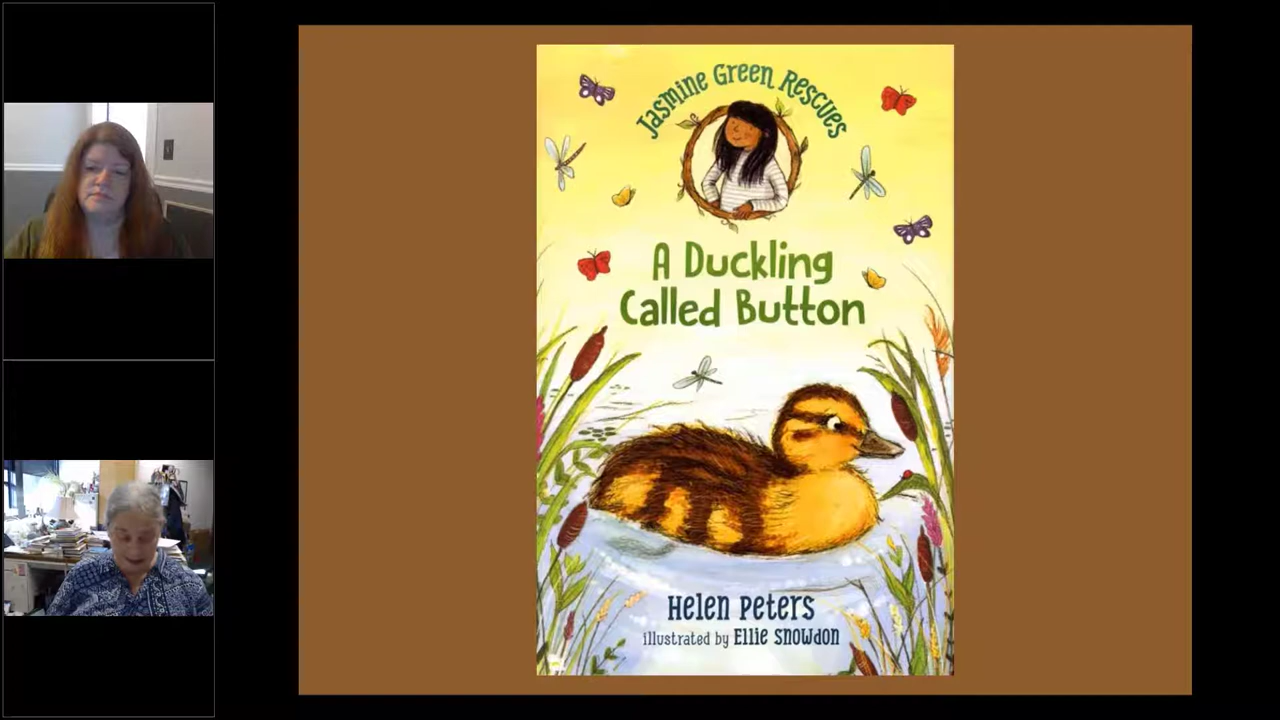 Jasmine Green Rescues
A Duckling
Called Button
Helen Peters
illustrated by Ellie Snowdon